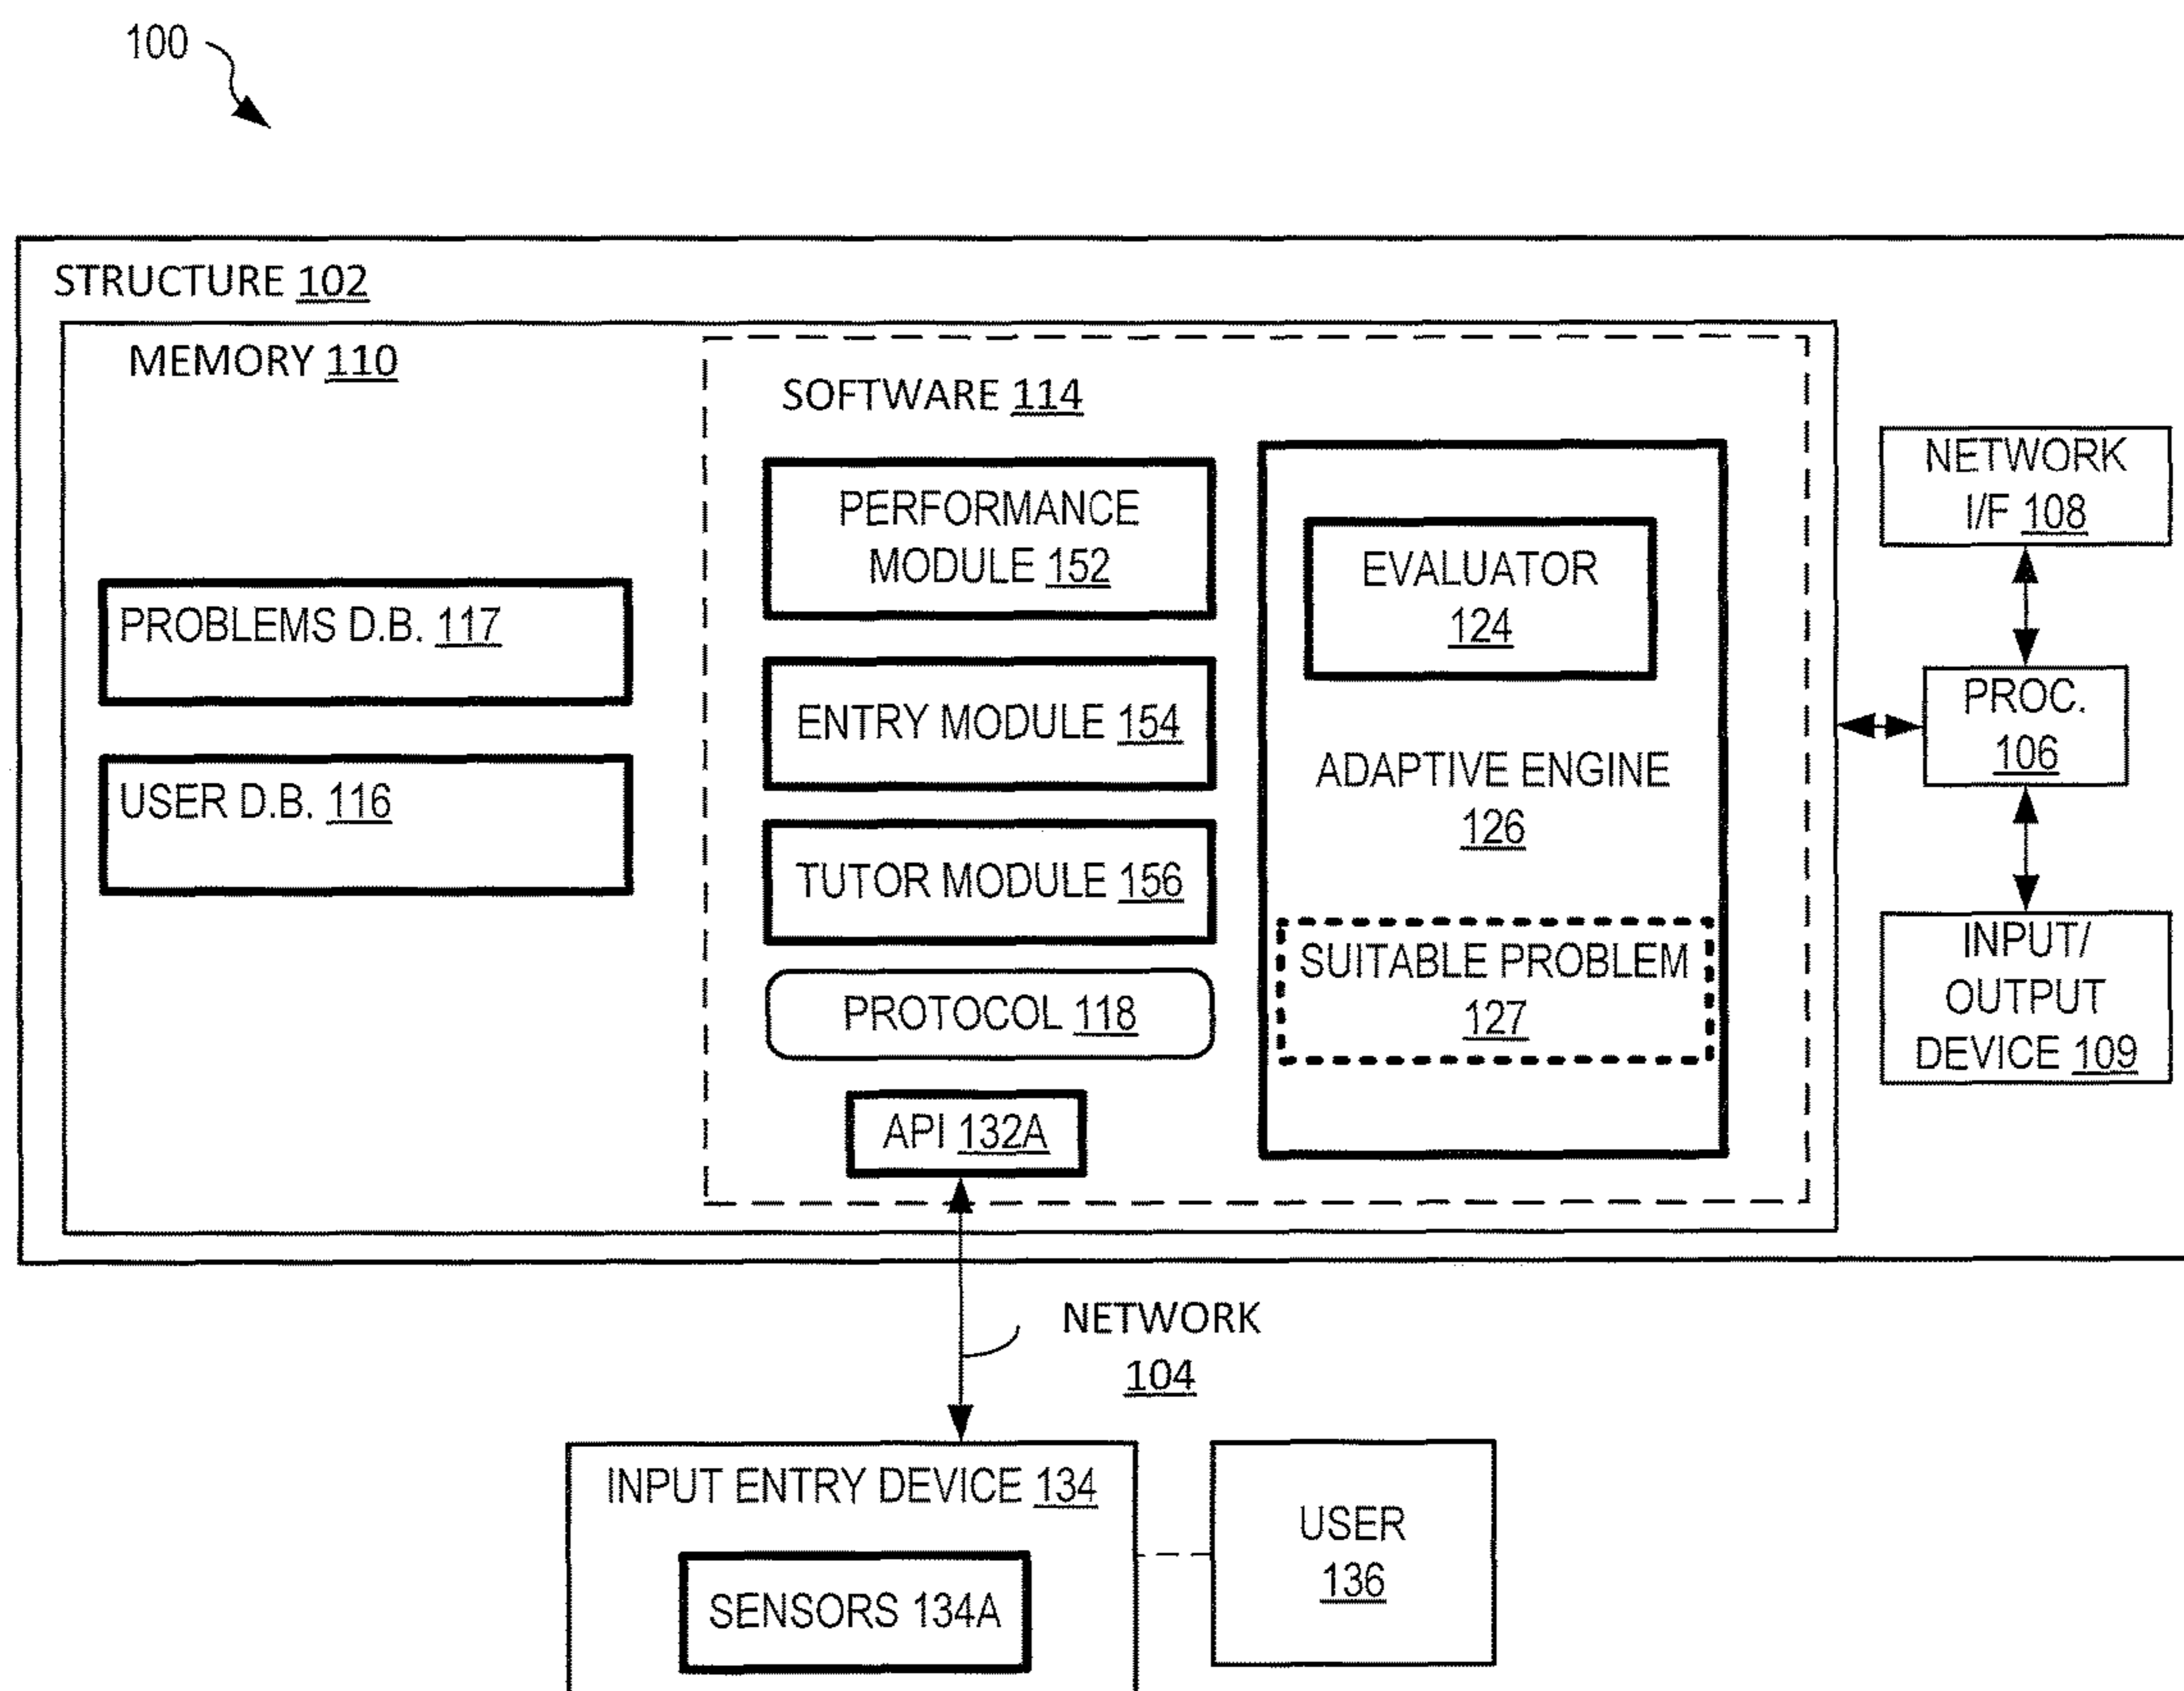 100
STRUCTURE 102
MEMORY 110
SOFTWARE 114
PROBLEMS D.B. 117
USER D.B. 116
PERFORMANCE
MODULE 152
ENTRY MODULE 154
TUTOR MODULE 156
PROTOCOL 118
API 132A
EVALUATOR
124
ADAPTIVE ENGINE
126
SUITABLE PROBLEM
127
NETWORK
I/F 108
PROC.
106
INPUT/
OUTPUT
DEVICE 109
NETWORK
104
INPUT ENTRY DEVICE 134
SENSORS 134A
USER
136